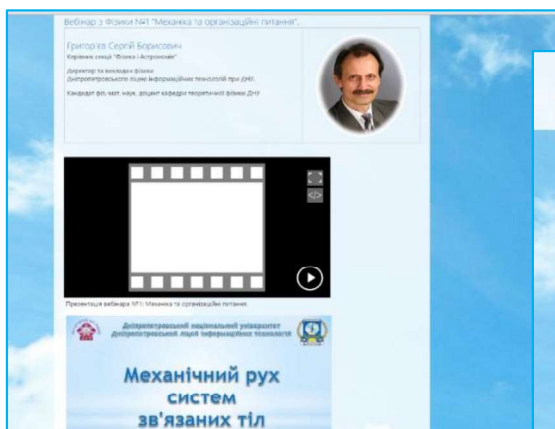 Вебінар з Фізики №1 "Механіка та організаційні питання".
Григор'єв Сергій Борисович
Керівник секції "Фізика і Астрономія"
Директор та викладач фізики
Дніпропетровського ліцею інформаційних технологій при ДНУ.
Кандидат фіз.-мат. наук, доцент кафедри теоретичної фізики ДНУ
</>
Презентація вебінара №1: Механіка та організаційні питання.
Дніпропетровський національний університет
Дніпропетровський ліцей інформаційних технологій
Механічний рух
систем
зв'язаних тіл